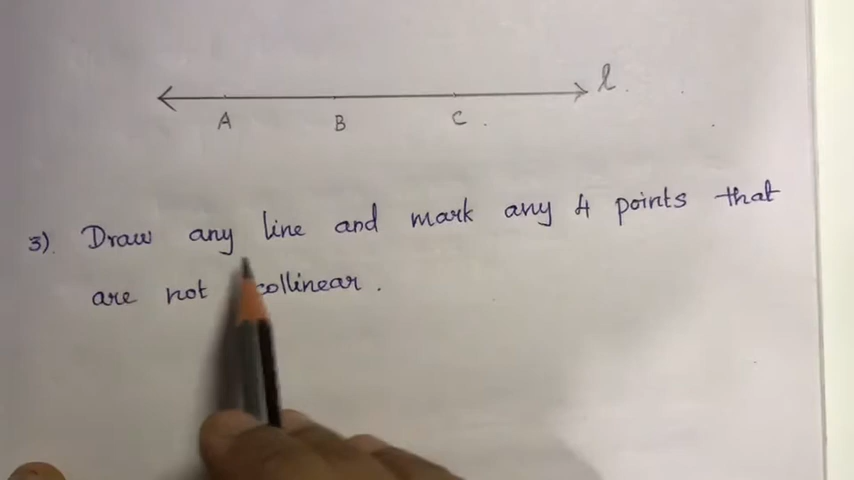 l
A B C
3). Draw any line and mark any 4 points that
are not collinear.